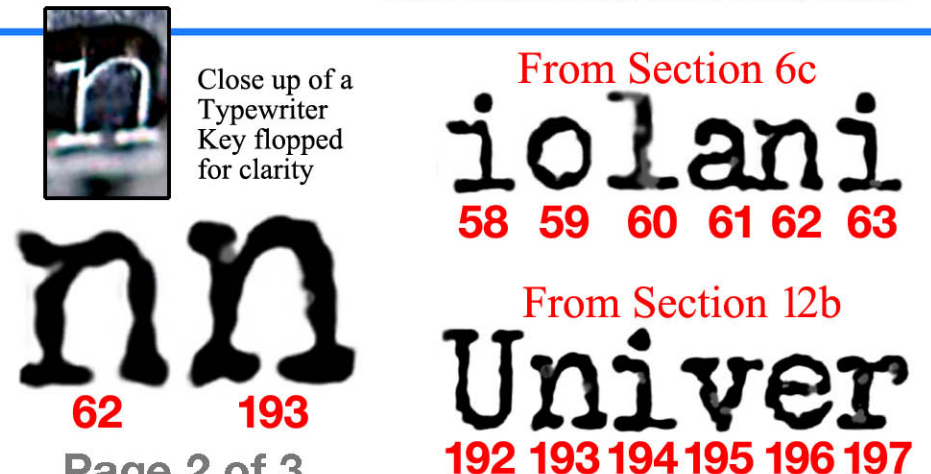 n
Close up of a
Typewriter
Key flopped
for clarity
n n
62 193
Page 2 of 3
From Section 6c
iolani
58 59 60 61 62 63
From Section 12b
Univer
192 193 194 195 196 197